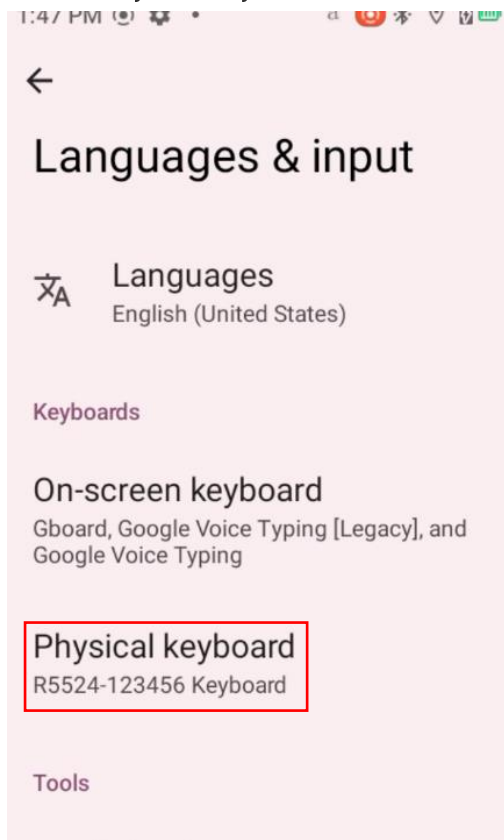 1:47 PM
Languages & input
Languages
English (United States)
Keyboards
On-screen keyboard
Gboard, Google Voice Typing [Legacy], and
Google Voice Typing
Physical keyboard
R5524-123456 Keyboard
Tools